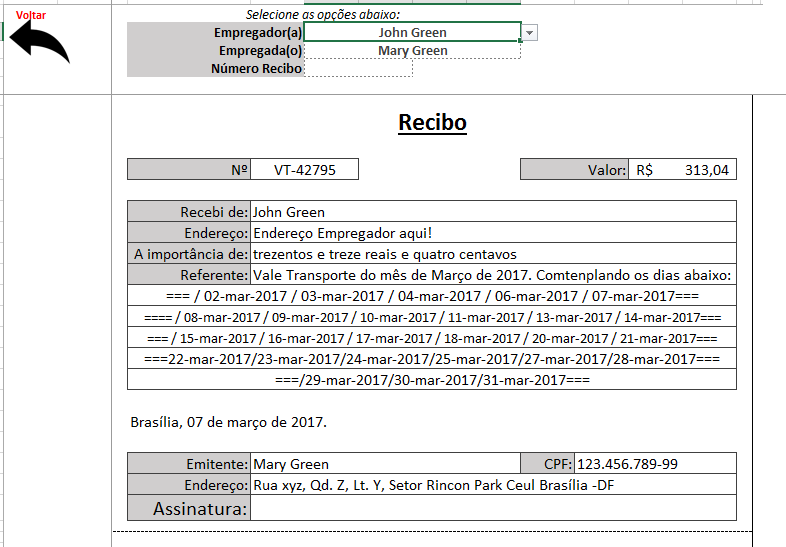 Voltar
Selecione as opções abaixo:
Empregador(a) John Green
Empregada(o) Mary Green
Número Recibo
Recibo
Nº VT-42795 Valor: R$ 313,04
Recebi de: John Green
Endereço: Endereço Empregador aqui!
A importância de: trezentos e treze reais e quatro centavos
Referente: Vale Transporte do mês de Março de 2017. Comtenplando os dias abaixo:
=== / 02-mar-2017 / 03-mar-2017 / 04-mar-2017 / 06-mar-2017 / 07-mar-2017===
==== / 08-mar-2017 / 09-mar-2017 / 10-mar-2017 / 11-mar-2017 / 13-mar-2017 / 14-mar-2017===
=== / 15-mar-2017 / 16-mar-2017 / 17-mar-2017 / 18-mar-2017 / 20-mar-2017 / 21-mar-2017===
===22-mar-2017/23-mar-2017/24-mar-2017/25-mar-2017/27-mar-2017/28-mar-2017===
===/29-mar-2017/30-mar-2017/31-mar-2017===
Brasília, 07 de março de 2017.
Emitente: Mary Green CPF: 123.456.789-99
Endereço: Rua xyz, Qd. Z, Lt. Y, Setor Rincon Park Ceul Brasília -DF
Assinatura: